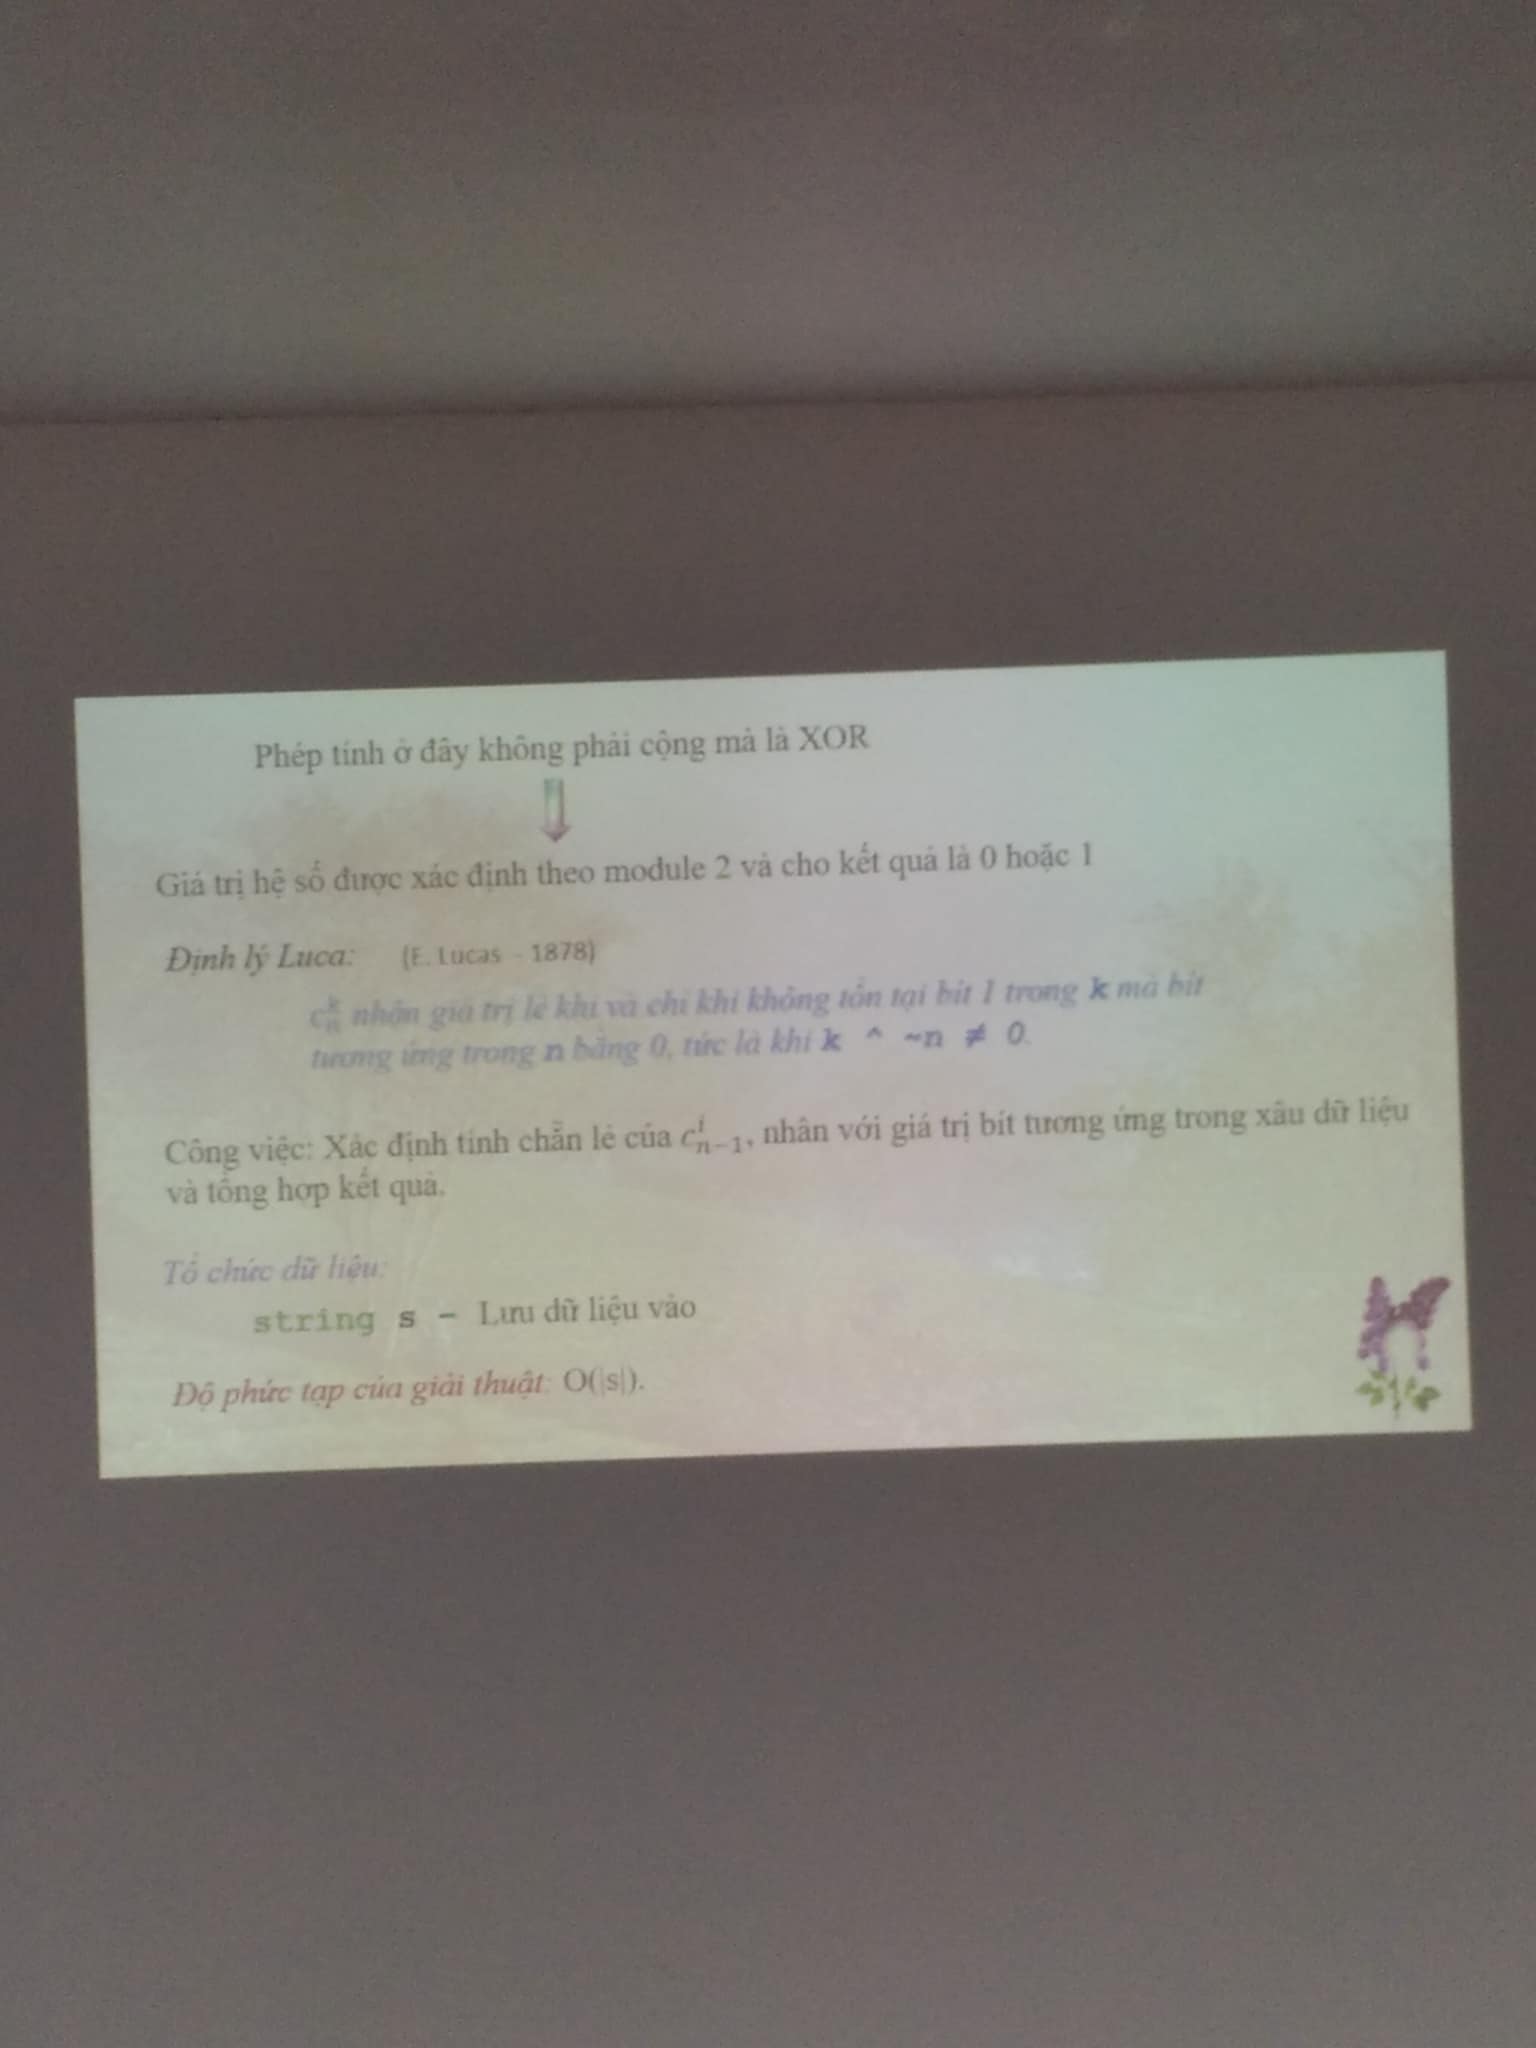 Phép tính ở đây không phải cộng mà là XOR
Giá trị hệ số được xác định theo module 2 và cho kết quả là 0 hoặc 1
Định lý Luca: (E. Lucas - 1878)
C_n^k nhận giá trị lẻ khi và chỉ khi không tồn tại bit 1 trong k mà bit
tương ứng trong n bằng 0, tức là khi k ^ ~n ≠ 0.
Công việc: Xác định tính chẵn lẻ của C_{n-1}^i, nhân với giá trị bit tương ứng trong xâu dữ liệu
và tổng hợp kết quả.
Tổ chức dữ liệu:
string s – Lưu dữ liệu vào
Độ phức tạp của giải thuật: O(|s|).